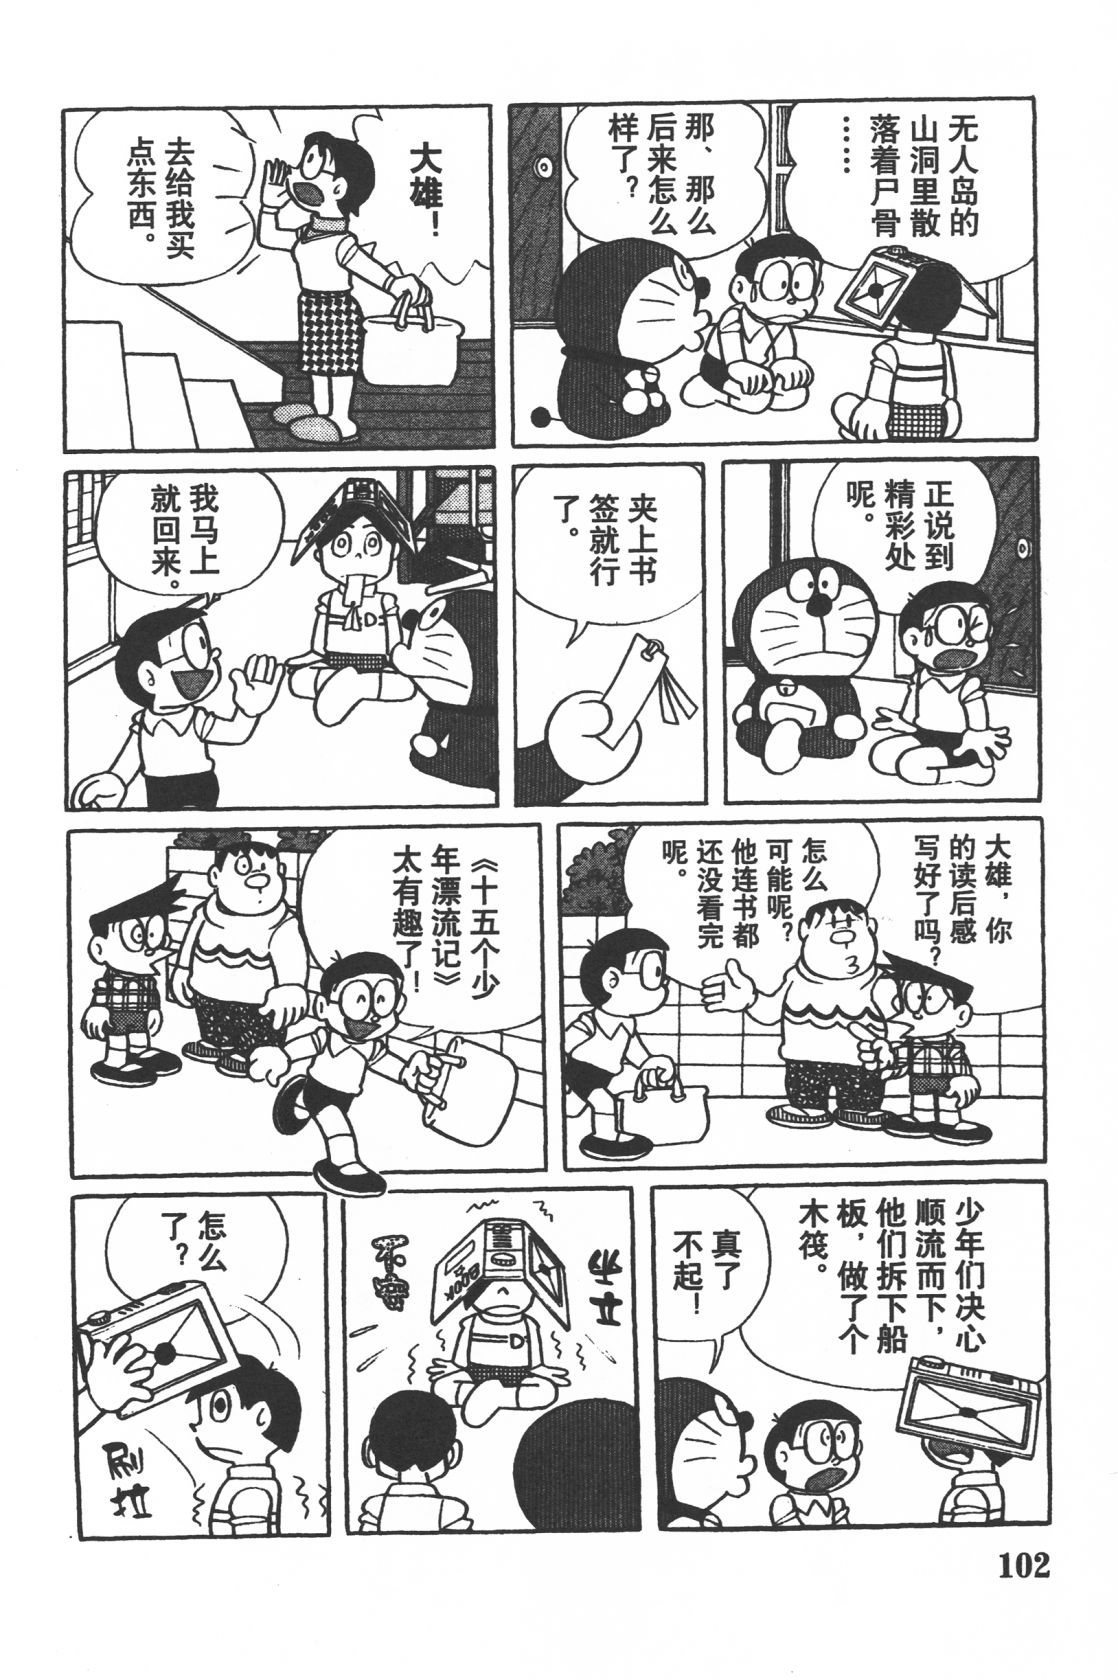 无人岛的
山洞里散
落着尸骨
……
那、那么
后来怎么
样了？
大雄！
去给我买
点东西。
正说到
精彩处
呢。
夹上书
签就行
了。
我马上
就回来。
大雄，你
的读后感
写好了吗？
怎么
可能呢？
他连书都
还没看完
呢。
《十五个少
年漂流记》
太有趣了！
少年们决心
顺流而下，
他们拆下船
板，做了个
木筏。
真了
不起！
BOOK
D
怎么
了？
刷
拉
102